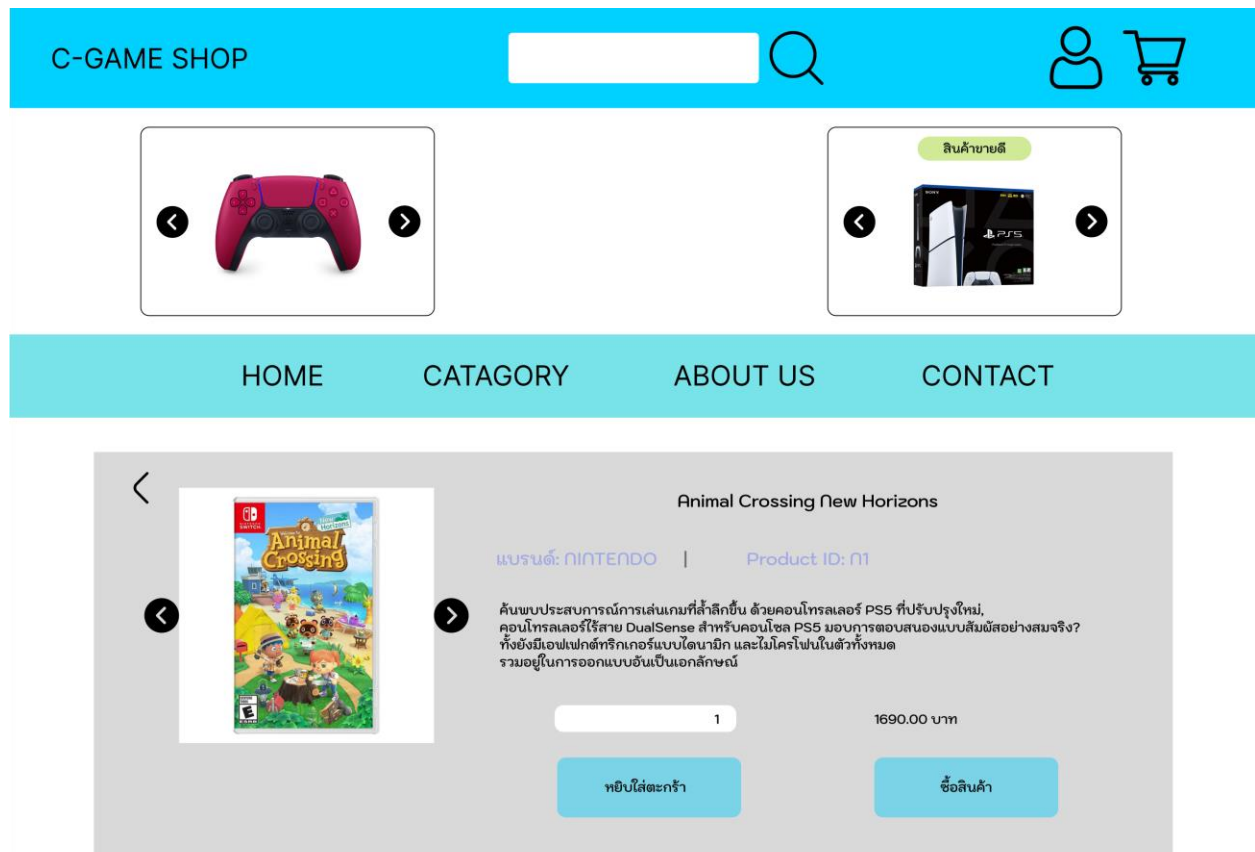 C-GAME SHOP
สินค้าขายดี
SONY
PS5
HOME CATAGORY ABOUT US CONTACT
Animal Crossing New Horizons
NINTENDO
SWITCH
New
Horizons
Animal
Crossing
E
แบรนด์: NINTENDO | Product ID: N1
ค้นพบประสบการณ์การเล่นเกมที่ล้ำลึกขึ้น ด้วยคอนโทรลเลอร์ PS5 ที่ปรับปรุงใหม่,
คอนโทรลเลอร์ไร้สาย DualSense สำหรับคอนโซล PS5 มอบการตอบสนองแบบสัมผัสอย่างสมจริง?
ทั้งยังมีเอฟเฟกต์ทริกเกอร์แบบไดนามิก และไมโครโฟนในตัวทั้งหมด
รวมอยู่ในการออกแบบอันเป็นเอกลักษณ์
1 1690.00 บาท
หยิบใส่ตะกร้า ซื้อสินค้า